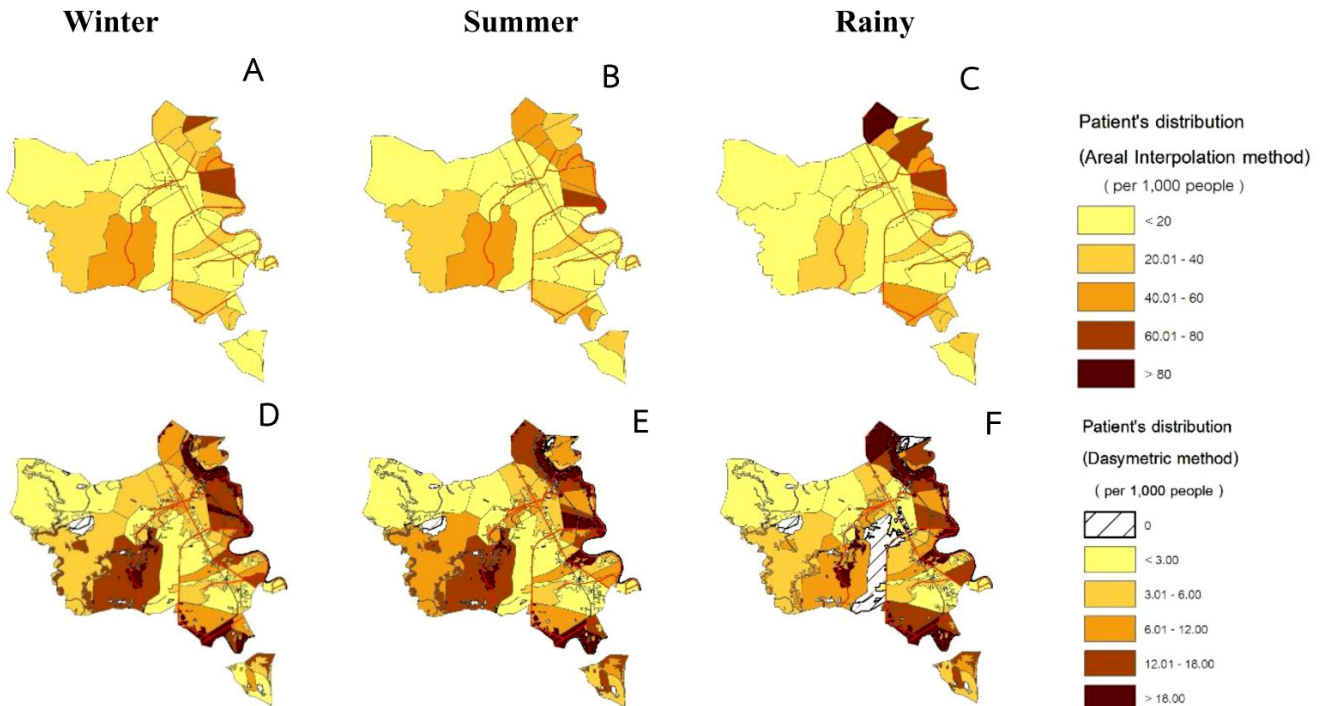 Winter
Summer
Rainy
A
B
C
Patient's distribution
(Areal Interpolation method)
( per 1,000 people )
< 20
20.01 - 40
40.01 - 60
60.01 - 80
> 80
D
E
F
Patient's distribution
(Dasymetric method)
( per 1,000 people )
0
< 3.00
3.01 - 6.00
6.01 - 12.00
12.01 - 18.00
> 18.00